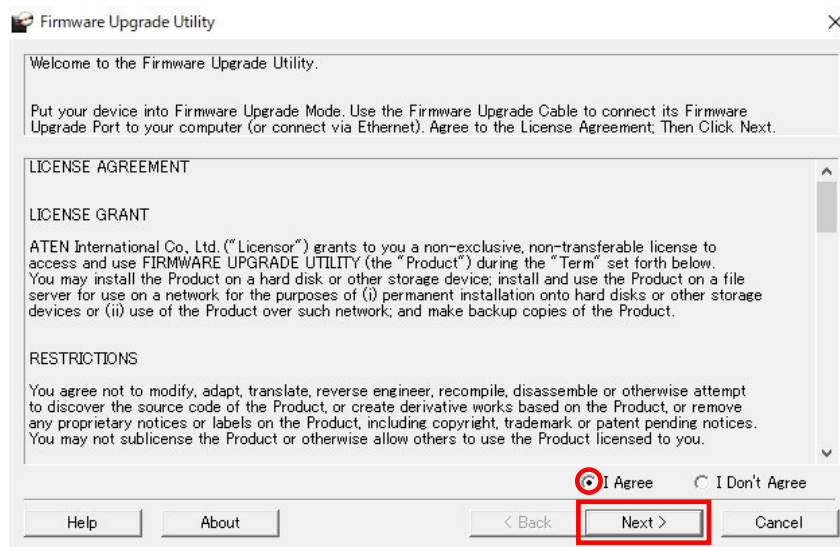 Firmware Upgrade Utility
Welcome to the Firmware Upgrade Utility.
Put your device into Firmware Upgrade Mode. Use the Firmware Upgrade Cable to connect its Firmware
Upgrade Port to your computer (or connect via Ethernet). Agree to the License Agreement; Then Click Next.
LICENSE AGREEMENT
LICENSE GRANT
ATEN International Co., Ltd. ("Licensor") grants to you a non-exclusive, non-transferable license to
access and use FIRMWARE UPGRADE UTILITY (the "Product") during the "Term" set forth below.
You may install the Product on a hard disk or other storage device; install and use the Product on a file
server for use on a network for the purposes of (i) permanent installation onto hard disks or other storage
devices or (ii) use of the Product over such network; and make backup copies of the Product.
RESTRICTIONS
You agree not to modify, adapt, translate, reverse engineer, recompile, disassemble or otherwise attempt
to discover the source code of the Product, or create derivative works based on the Product, or remove
any proprietary notices or labels on the Product, including copyright, trademark or patent pending notices.
You may not sublicense the Product or otherwise allow others to use the Product licensed to you.
I Agree I Don't Agree
Help About < Back Next > Cancel